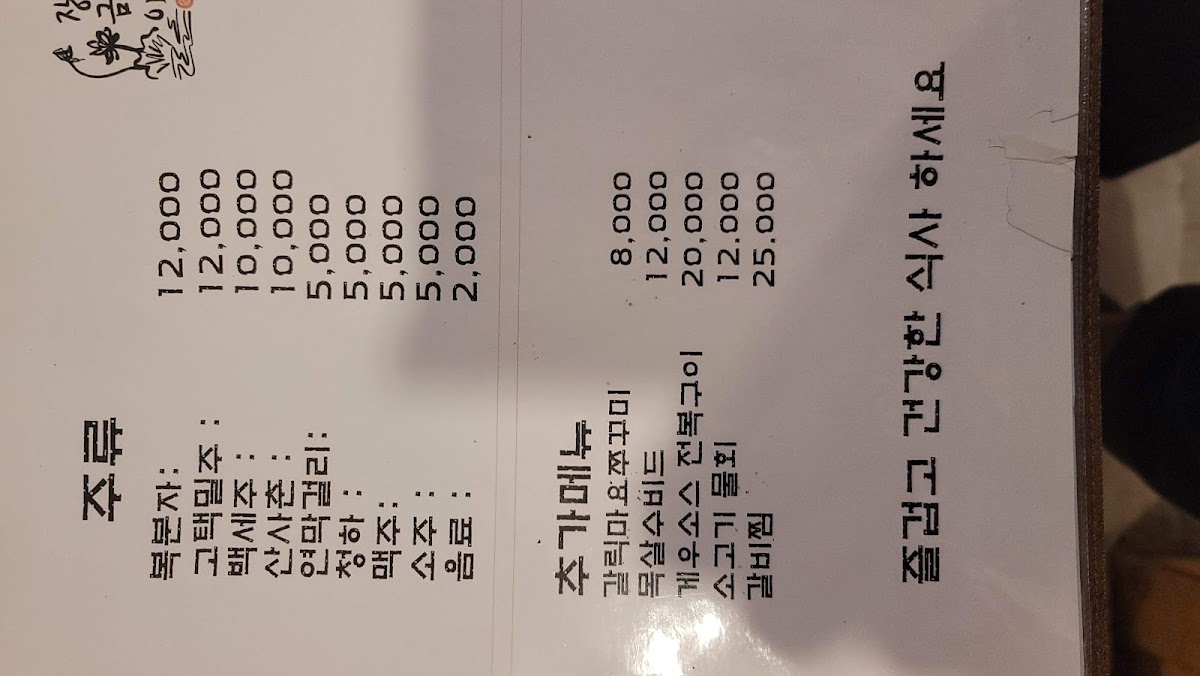 주류
복분자: 12,000
고택밀주 : 12,000
백세주 : 10,000
산사춘 : 10,000
연막걸리: 5,000
청하 : 5,000
맥주: 5,000
소주 : 5,000
음료 : 2,000
추가메뉴
갈릭마요쭈꾸미 8,000
목살수비드 12,000
게우소스 전복구이 20,000
소고기 물회 12.000
갈비찜 25.000
즐겁고 건강한 식사 하세요